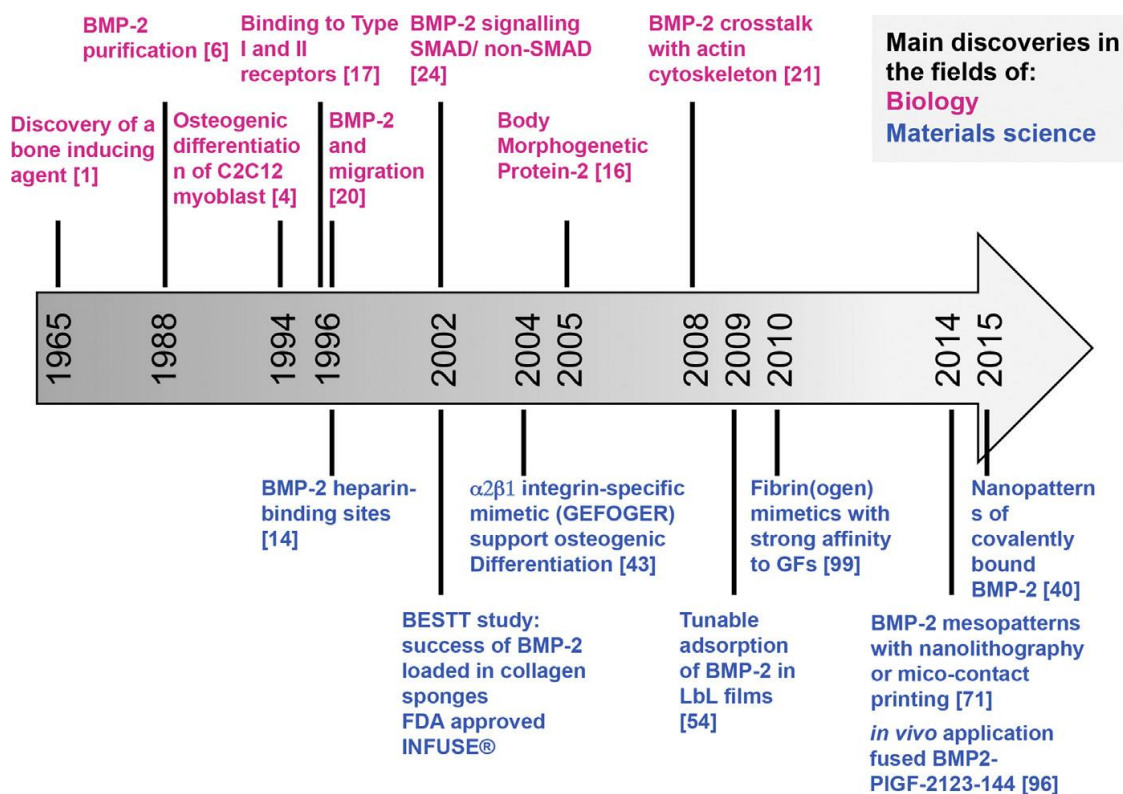 BMP-2
purification [6]
Binding to Type
I and II
receptors [17]
BMP-2 signalling
SMAD/ non-SMAD
[24]
BMP-2 crosstalk
with actin
cytoskeleton [21]
Main discoveries in
the fields of:
Biology
Materials science
Discovery of a
bone inducing
agent [1]
Osteogenic
differentiatio
n of C2C12
myoblast [4]
BMP-2
and
migration
[20]
Body
Morphogenetic
Protein-2 [16]
1965
1988
1994
1996
2002
2004
2005
2008
2009
2010
2014
2015
BMP-2 heparin-
binding sites
[14]
α2β1 integrin-specific
mimetic (GEFOGER)
support osteogenic
Differentiation [43]
Fibrin(ogen)
mimetics with
strong affinity
to GFs [99]
Nanopattern
s of
covalently
bound
BMP-2 [40]
BESTT study:
success of BMP-2
loaded in collagen
sponges
FDA approved
INFUSE®
Tunable
adsorption
of BMP-2 in
LbL films
[54]
BMP-2 mesopatterns
with nanolithography
or mico-contact
printing [71]
in vivo application
fused BMP2-
PlGF-2123-144 [96]